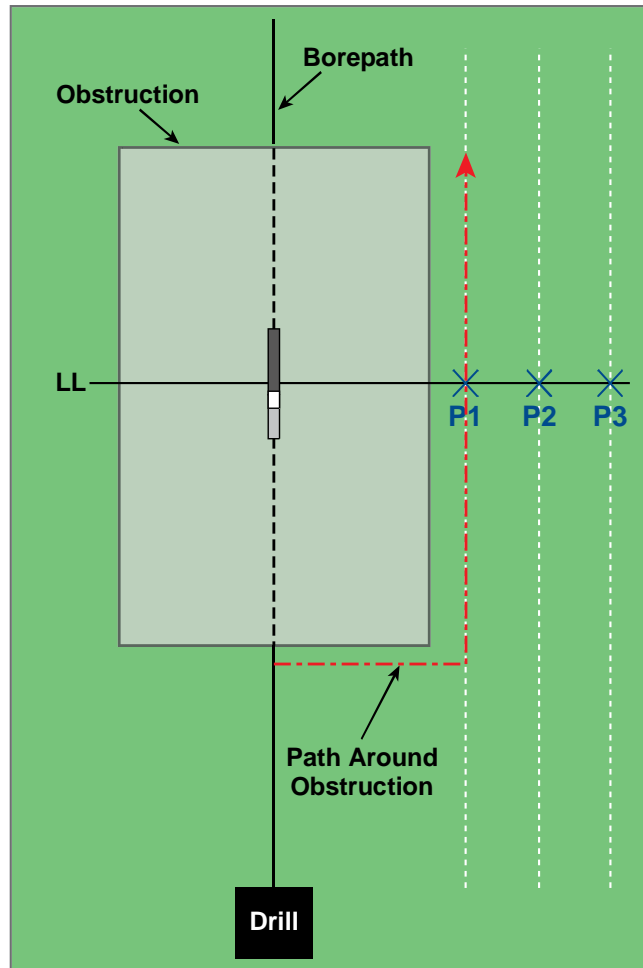 Borepath
Obstruction
LL
P1 P2 P3
Path Around
Obstruction
Drill